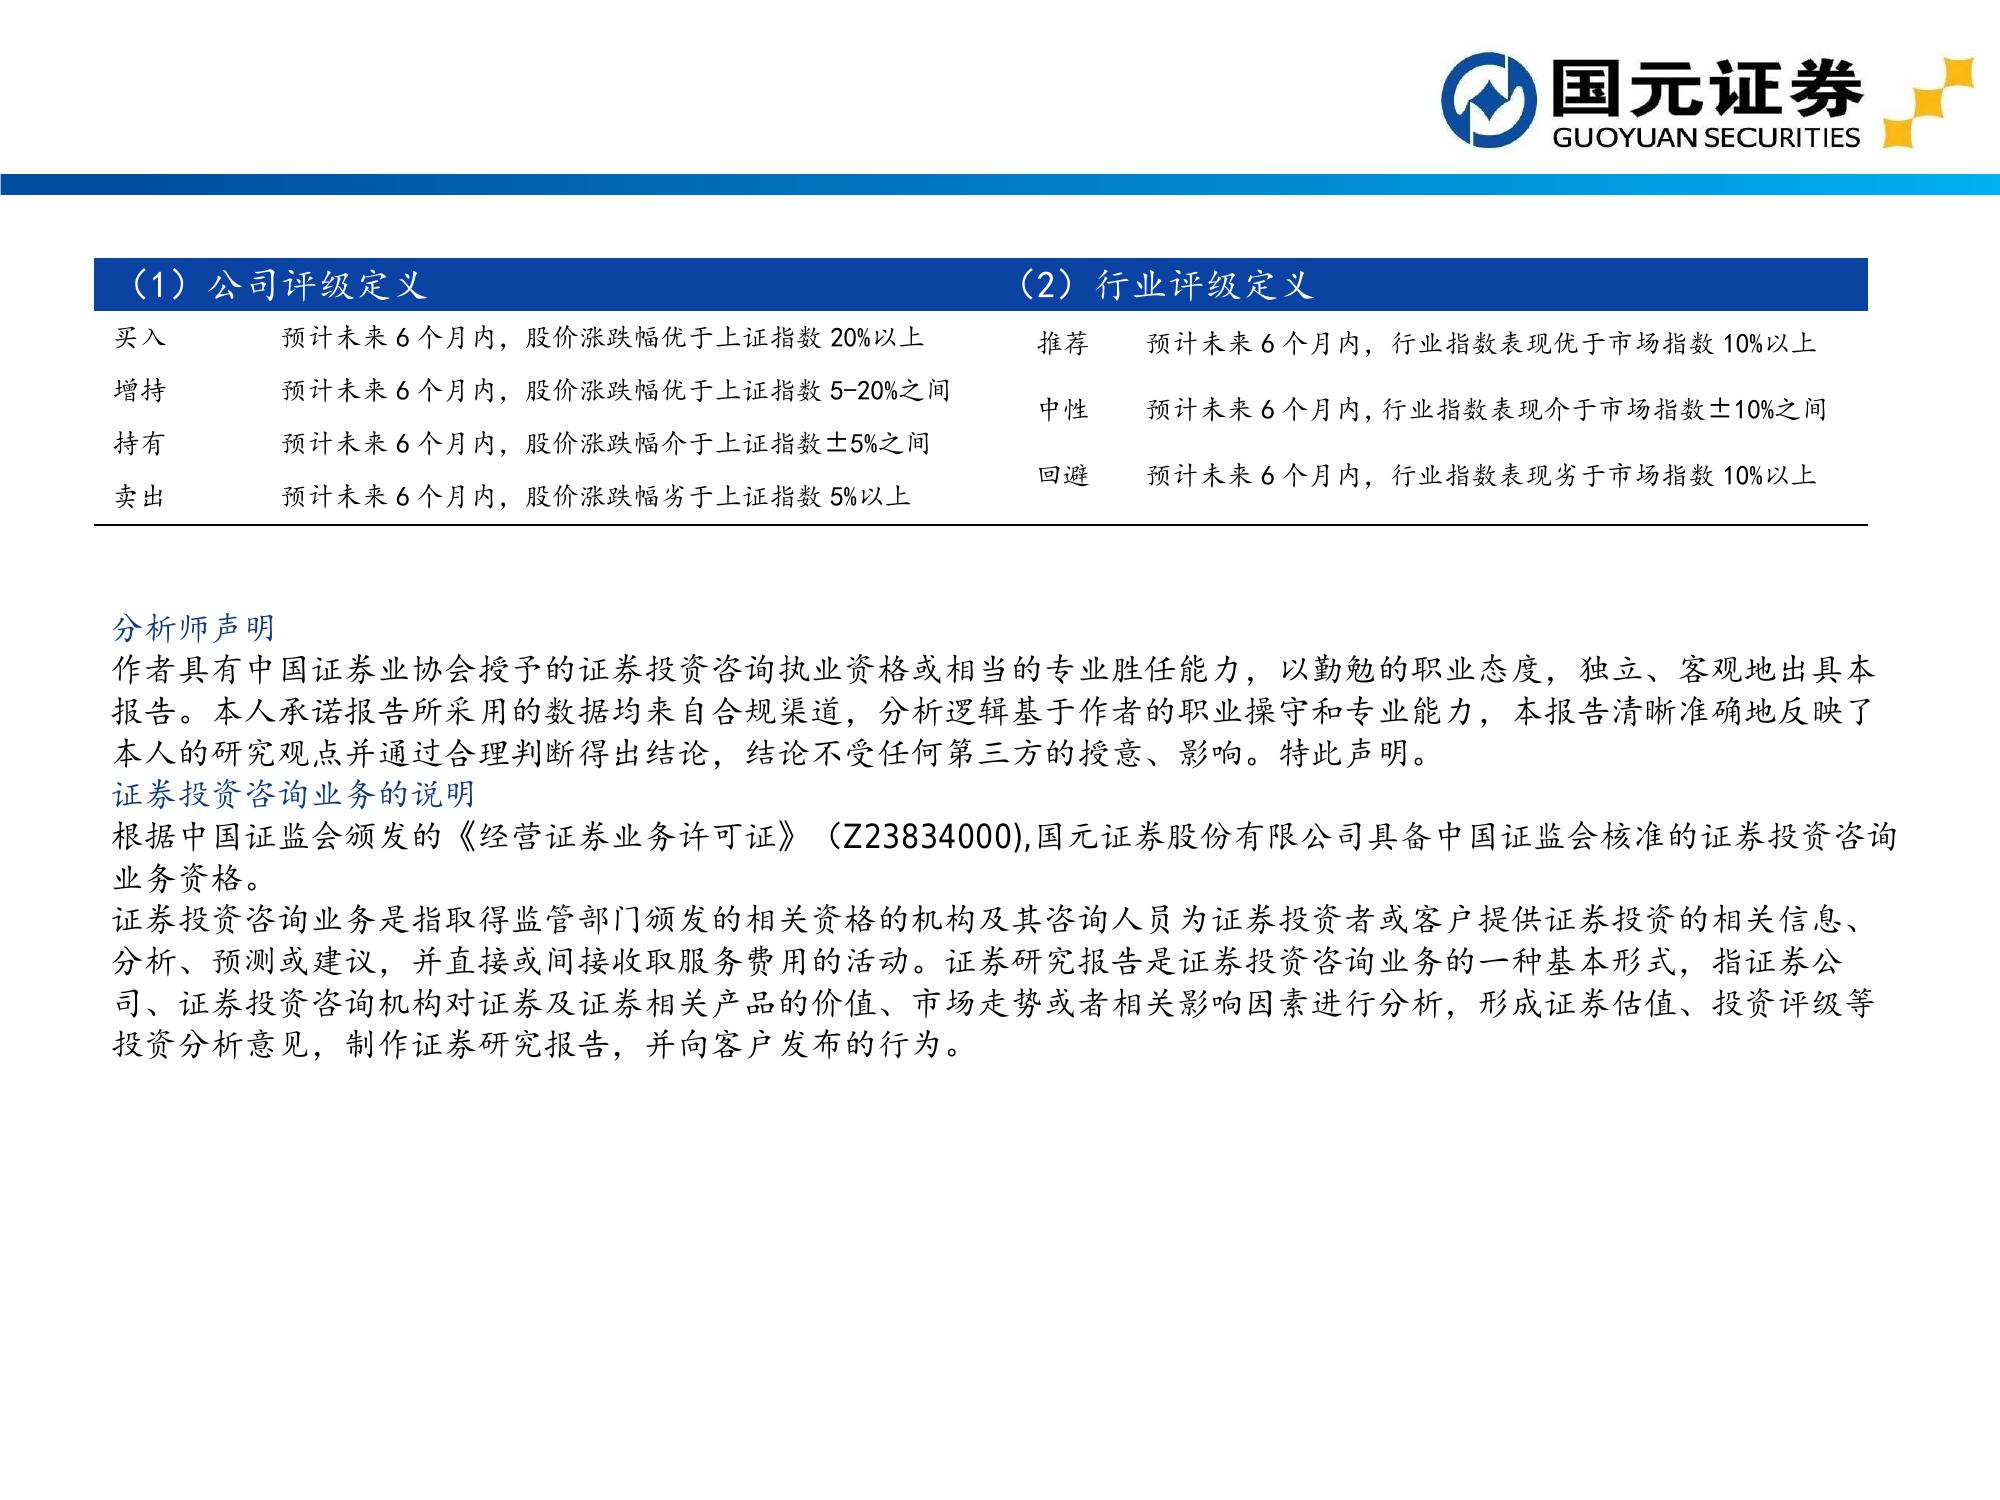 国元证券
GUOYUAN SECURITIES
（1）公司评级定义 （2）行业评级定义
买入 预计未来 6 个月内，股价涨跌幅优于上证指数 20%以上
增持 预计未来 6 个月内，股价涨跌幅优于上证指数 5-20%之间
持有 预计未来 6 个月内，股价涨跌幅介于上证指数±5%之间
卖出 预计未来 6 个月内，股价涨跌幅劣于上证指数 5%以上
推荐 预计未来 6 个月内，行业指数表现优于市场指数 10%以上
中性 预计未来 6 个月内,行业指数表现介于市场指数±10%之间
回避 预计未来 6 个月内，行业指数表现劣于市场指数 10%以上
分析师声明
作者具有中国证券业协会授予的证券投资咨询执业资格或相当的专业胜任能力，以勤勉的职业态度，独立、客观地出具本
报告。本人承诺报告所采用的数据均来自合规渠道，分析逻辑基于作者的职业操守和专业能力，本报告清晰准确地反映了
本人的研究观点并通过合理判断得出结论，结论不受任何第三方的授意、影响。特此声明。
证券投资咨询业务的说明
根据中国证监会颁发的《经营证券业务许可证》（Z23834000),国元证券股份有限公司具备中国证监会核准的证券投资咨询
业务资格。
证券投资咨询业务是指取得监管部门颁发的相关资格的机构及其咨询人员为证券投资者或客户提供证券投资的相关信息、
分析、预测或建议，并直接或间接收取服务费用的活动。证券研究报告是证券投资咨询业务的一种基本形式，指证券公
司、证券投资咨询机构对证券及证券相关产品的价值、市场走势或者相关影响因素进行分析，形成证券估值、投资评级等
投资分析意见，制作证券研究报告，并向客户发布的行为。